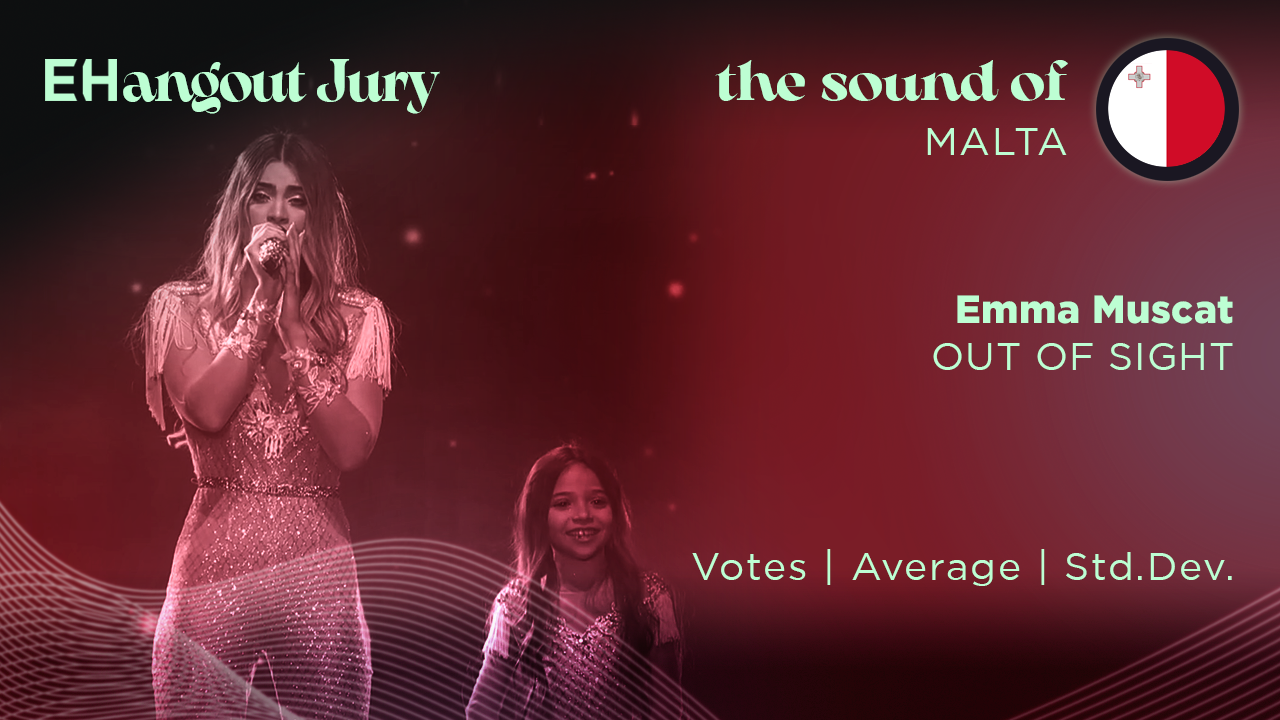 EHangout Jury
the sound of
MALTA
Emma Muscat
OUT OF SIGHT
Votes | Average | Std.Dev.